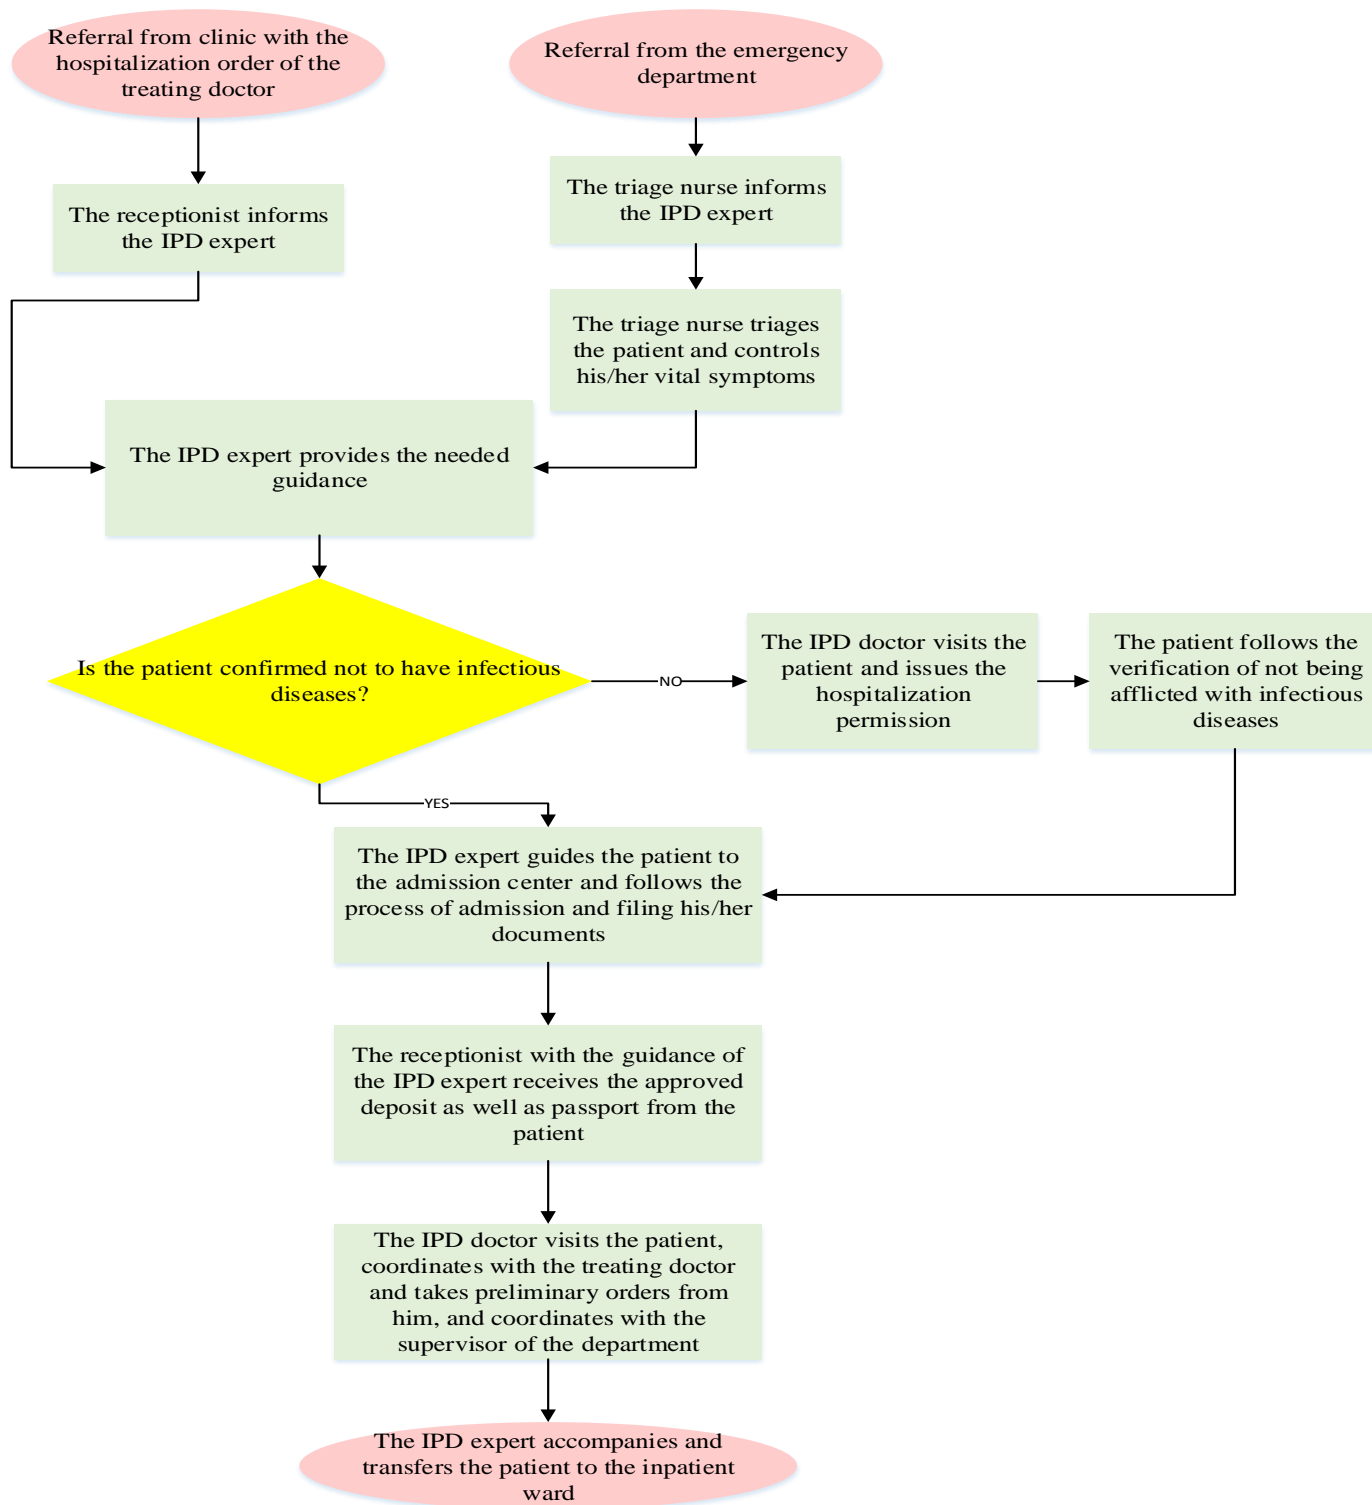 Referral from clinic with the
hospitalization order of the
treating doctor
Referral from the emergency
department
The receptionist informs
the IPD expert
The triage nurse informs
the IPD expert
The triage nurse triages
the patient and controls
his/her vital symptoms
The IPD expert provides the needed
guidance
Is the patient confirmed not to have infectious
diseases?
NO
The IPD doctor visits the
patient and issues the
hospitalization
permission
The patient follows the
verification of not being
afflicted with infectious
diseases
YES
The IPD expert guides the patient to
the admission center and follows the
process of admission and filing his/her
documents
The receptionist with the guidance of
the IPD expert receives the approved
deposit as well as passport from the
patient
The IPD doctor visits the patient,
coordinates with the treating doctor
and takes preliminary orders from
him, and coordinates with the
supervisor of the department
The IPD expert accompanies and
transfers the patient to the inpatient
ward